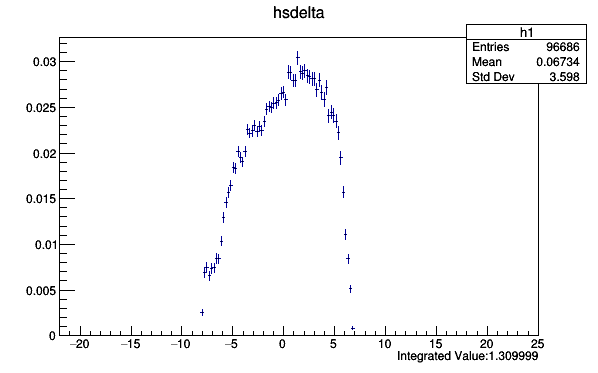 hsdelta
h1
Entries 96686
Mean 0.06734
Std Dev 3.598
0.03
0.025
0.02
0.015
0.01
0.005
0
−20 −15 −10 −5 0 5 10 15 20 25
Integrated Value:1.309999